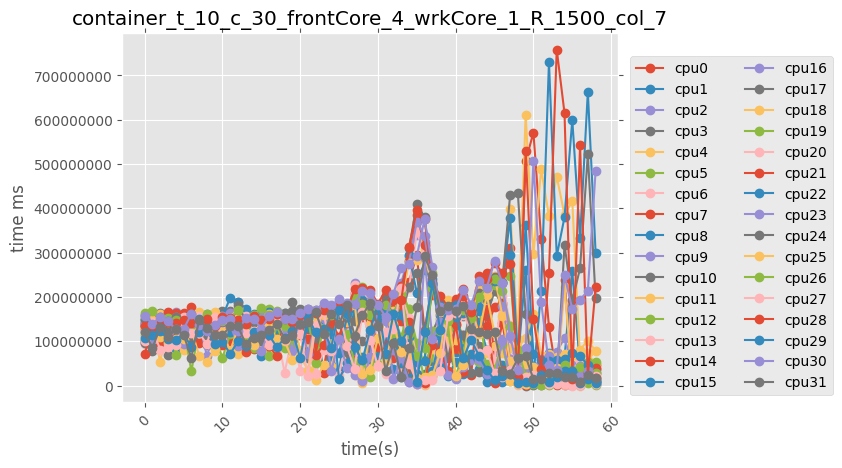 container_t_10_c_30_frontCore_4_wrkCore_1_R_1500_col_7
time ms
700000000
600000000
500000000
400000000
300000000
200000000
100000000
0
0
10
20
30
40
50
60
time(s)
cpu0
cpu1
cpu2
cpu3
cpu4
cpu5
cpu6
cpu7
cpu8
cpu9
cpu10
cpu11
cpu12
cpu13
cpu14
cpu15
cpu16
cpu17
cpu18
cpu19
cpu20
cpu21
cpu22
cpu23
cpu24
cpu25
cpu26
cpu27
cpu28
cpu29
cpu30
cpu31